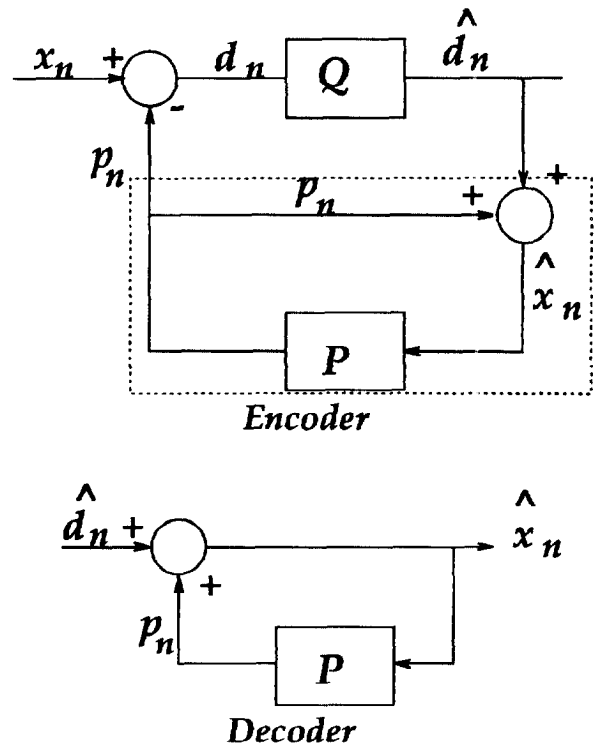 x_n + d_n Q d̂_n
-
p_n
p_n + +
x̂_n
P
Encoder
d̂_n + x̂_n
+
p_n
P
Decoder